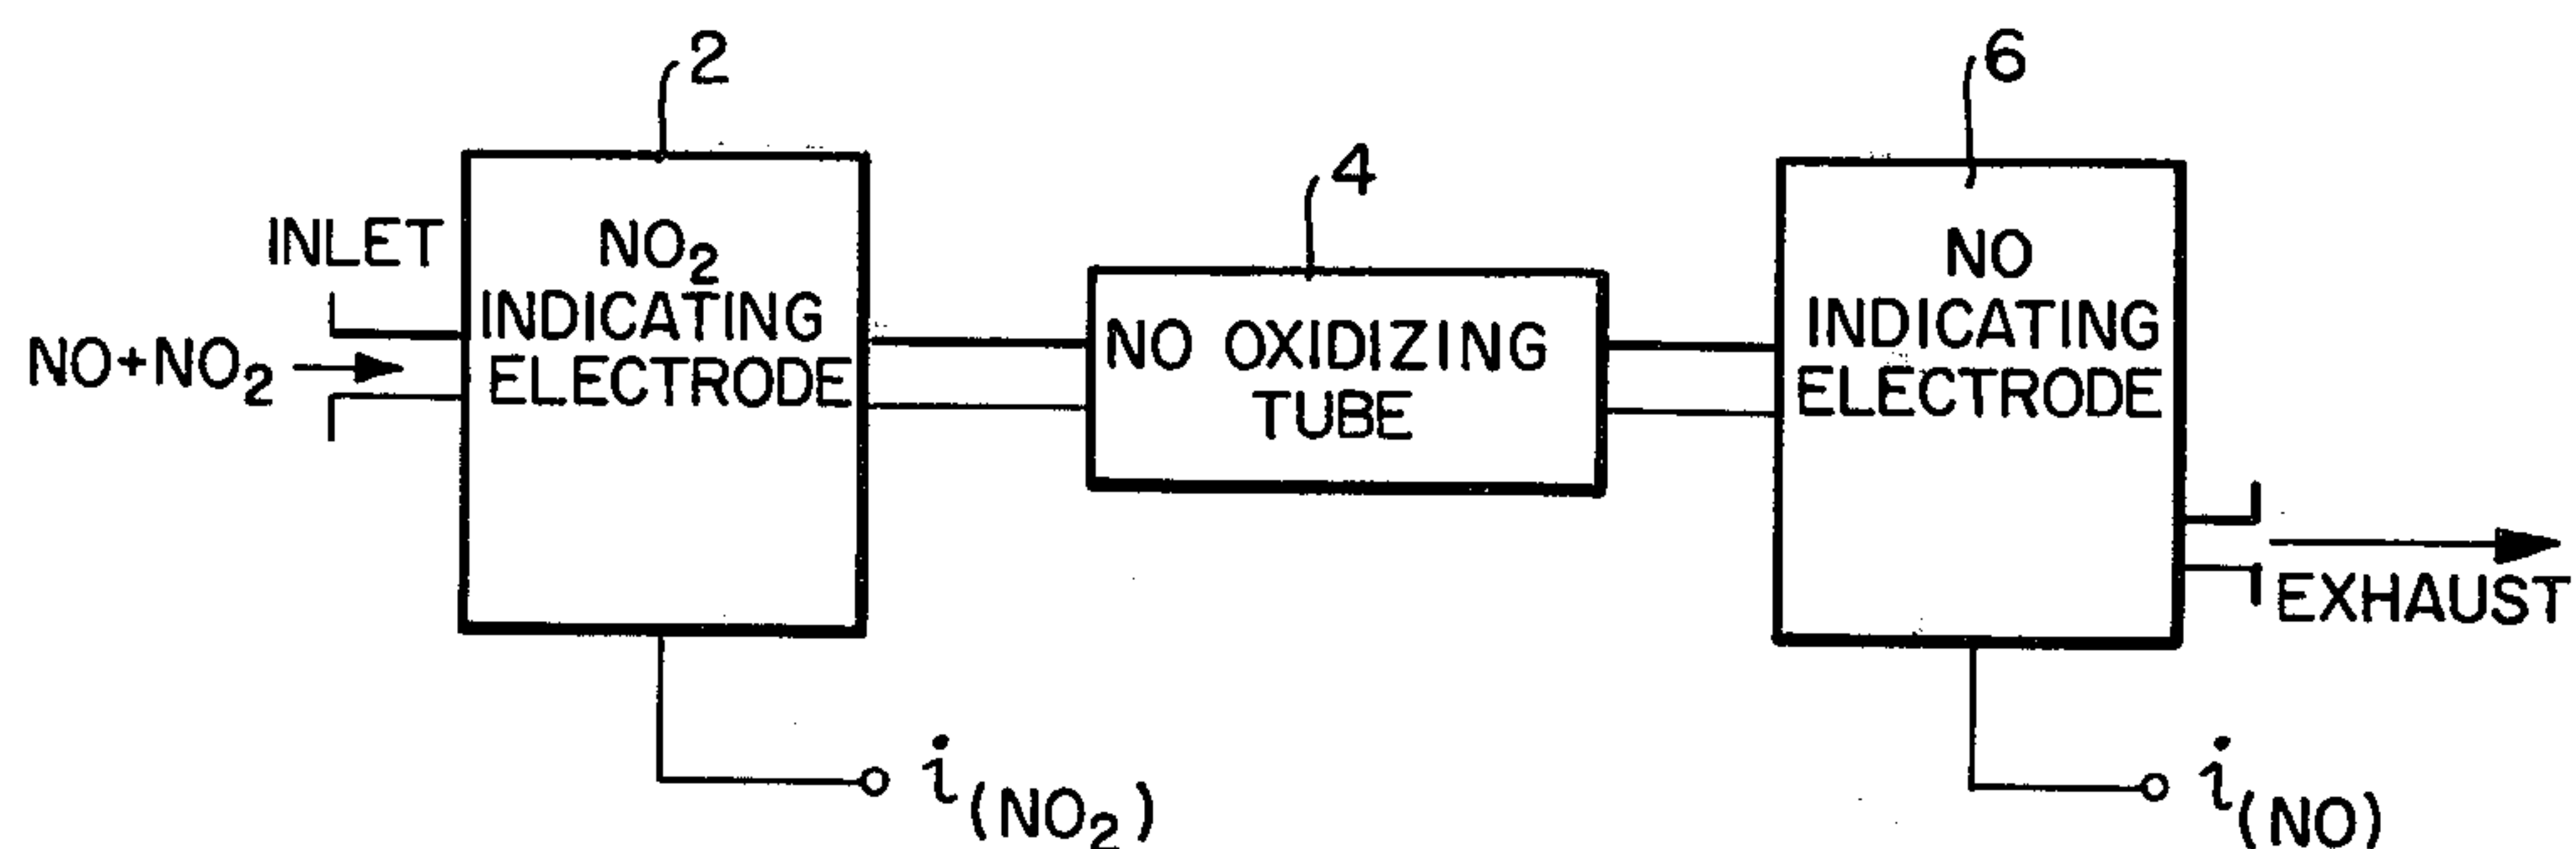 2
4
6
INLET
NO+NO₂
NO₂
INDICATING
ELECTRODE
NO OXIDIZING
TUBE
NO
INDICATING
ELECTRODE
EXHAUST
i(NO₂)
i(NO)